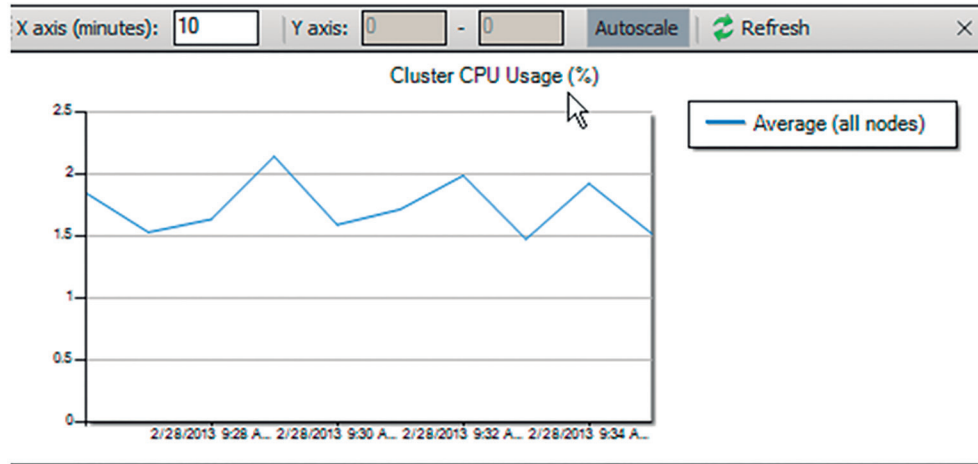 X axis (minutes): 10 Y axis: 0 - 0 Autoscale Refresh
Cluster CPU Usage (%)
Average (all nodes)
2.5
2
1.5
1
0.5
0
2/28/2013 9:28 A... 2/28/2013 9:30 A... 2/28/2013 9:32 A... 2/28/2013 9:34 A...